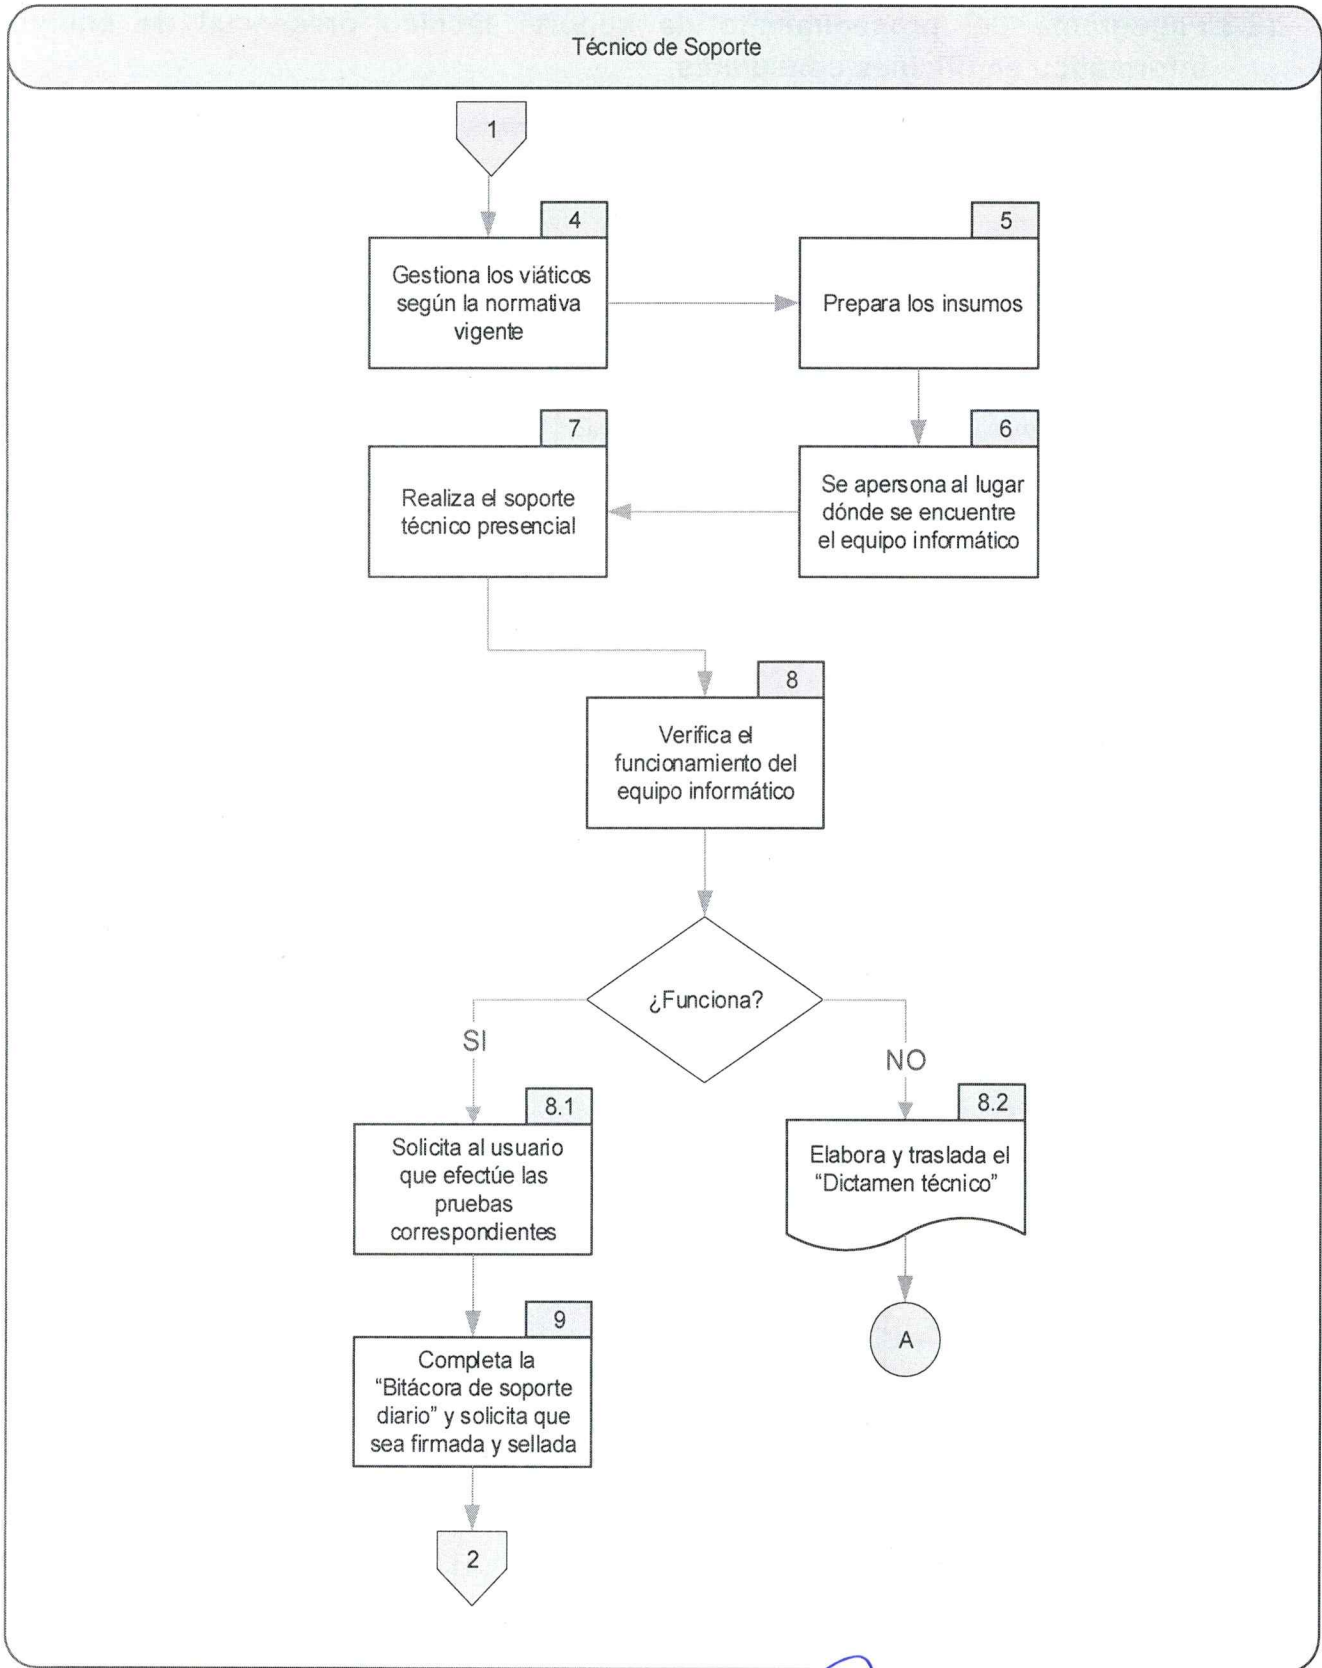 Técnico de Soporte
1
4
Gestiona los viáticos
según la normativa
vigente
5
Prepara los insumos
6
Se apersona al lugar
dónde se encuentre
el equipo informático
7
Realiza el soporte
técnico presencial
8
Verifica el
funcionamiento del
equipo informático
¿Funciona?
SI
NO
8.1
Solicita al usuario
que efectúe las
pruebas
correspondientes
8.2
Elabora y traslada el
“Dictamen técnico”
A
9
Completa la
“Bitácora de soporte
diario” y solicita que
sea firmada y sellada
2